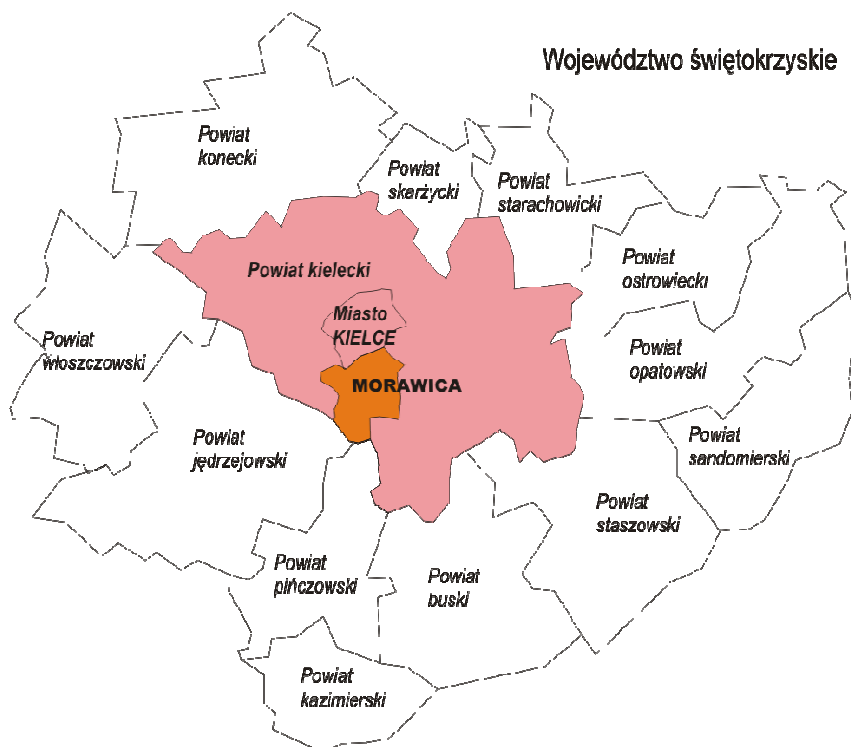 Województwo świętokrzyskie
Powiat
konecki
Powiat
skarżycki
Powiat
starachowicki
Powiat
ostrowiecki
Powiat kielecki
Miasto
KIELCE
Powiat
włoszczowski
Powiat
opatowski
MORAWICA
Powiat
jędrzejowski
Powiat
sandomierski
Powiat
staszowski
Powiat
pińczowski
Powiat
buski
Powiat
kazimierski